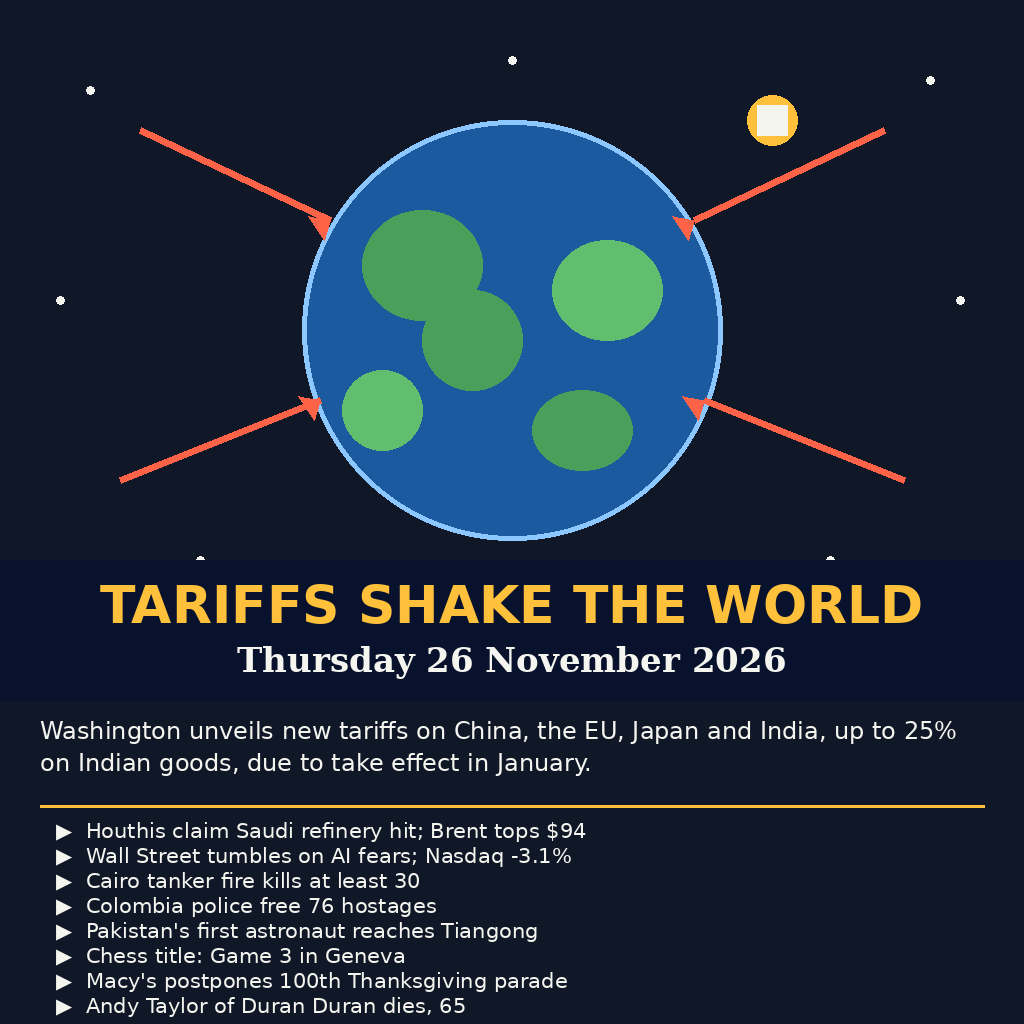 TARIFFS SHAKE THE WORLD
Thursday 26 November 2026
Washington unveils new tariffs on China, the EU, Japan and India, up to 25%
on Indian goods, due to take effect in January.
▶ Houthis claim Saudi refinery hit; Brent tops $94
▶ Wall Street tumbles on AI fears; Nasdaq -3.1%
▶ Cairo tanker fire kills at least 30
▶ Colombia police free 76 hostages
▶ Pakistan's first astronaut reaches Tiangong
▶ Chess title: Game 3 in Geneva
▶ Macy's postpones 100th Thanksgiving parade
▶ Andy Taylor of Duran Duran dies, 65